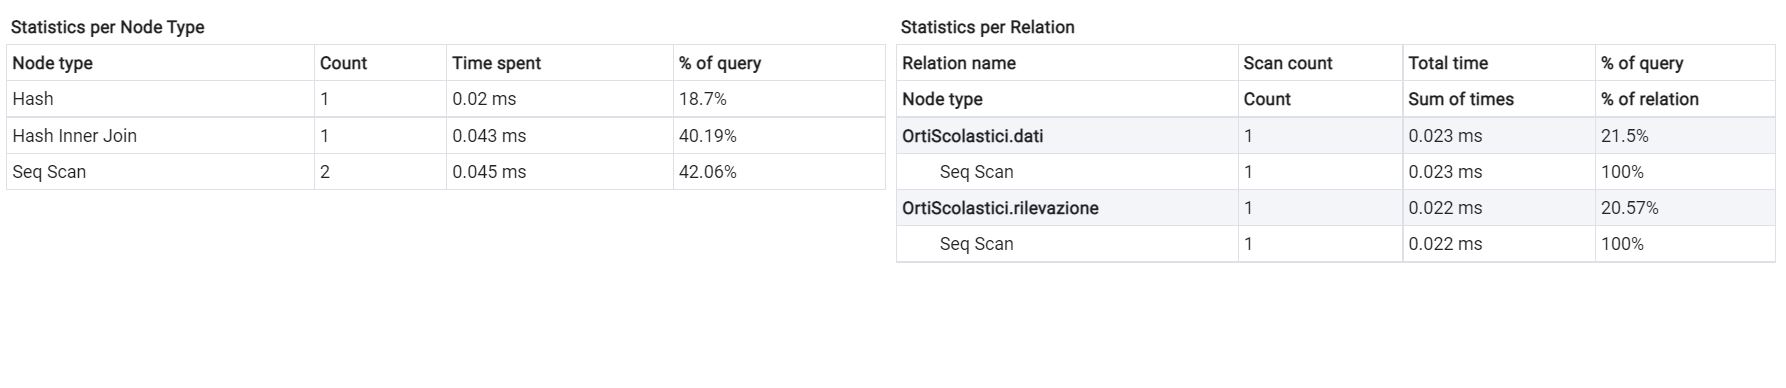 Statistics per Node Type
Node type Count Time spent % of query
Hash 1 0.02 ms 18.7%
Hash Inner Join 1 0.043 ms 40.19%
Seq Scan 2 0.045 ms 42.06%
Statistics per Relation
Relation name Scan count Total time % of query
Node type Count Sum of times % of relation
OrtiScolastici.dati 1 0.023 ms 21.5%
Seq Scan 1 0.023 ms 100%
OrtiScolastici.rilevazione 1 0.022 ms 20.57%
Seq Scan 1 0.022 ms 100%